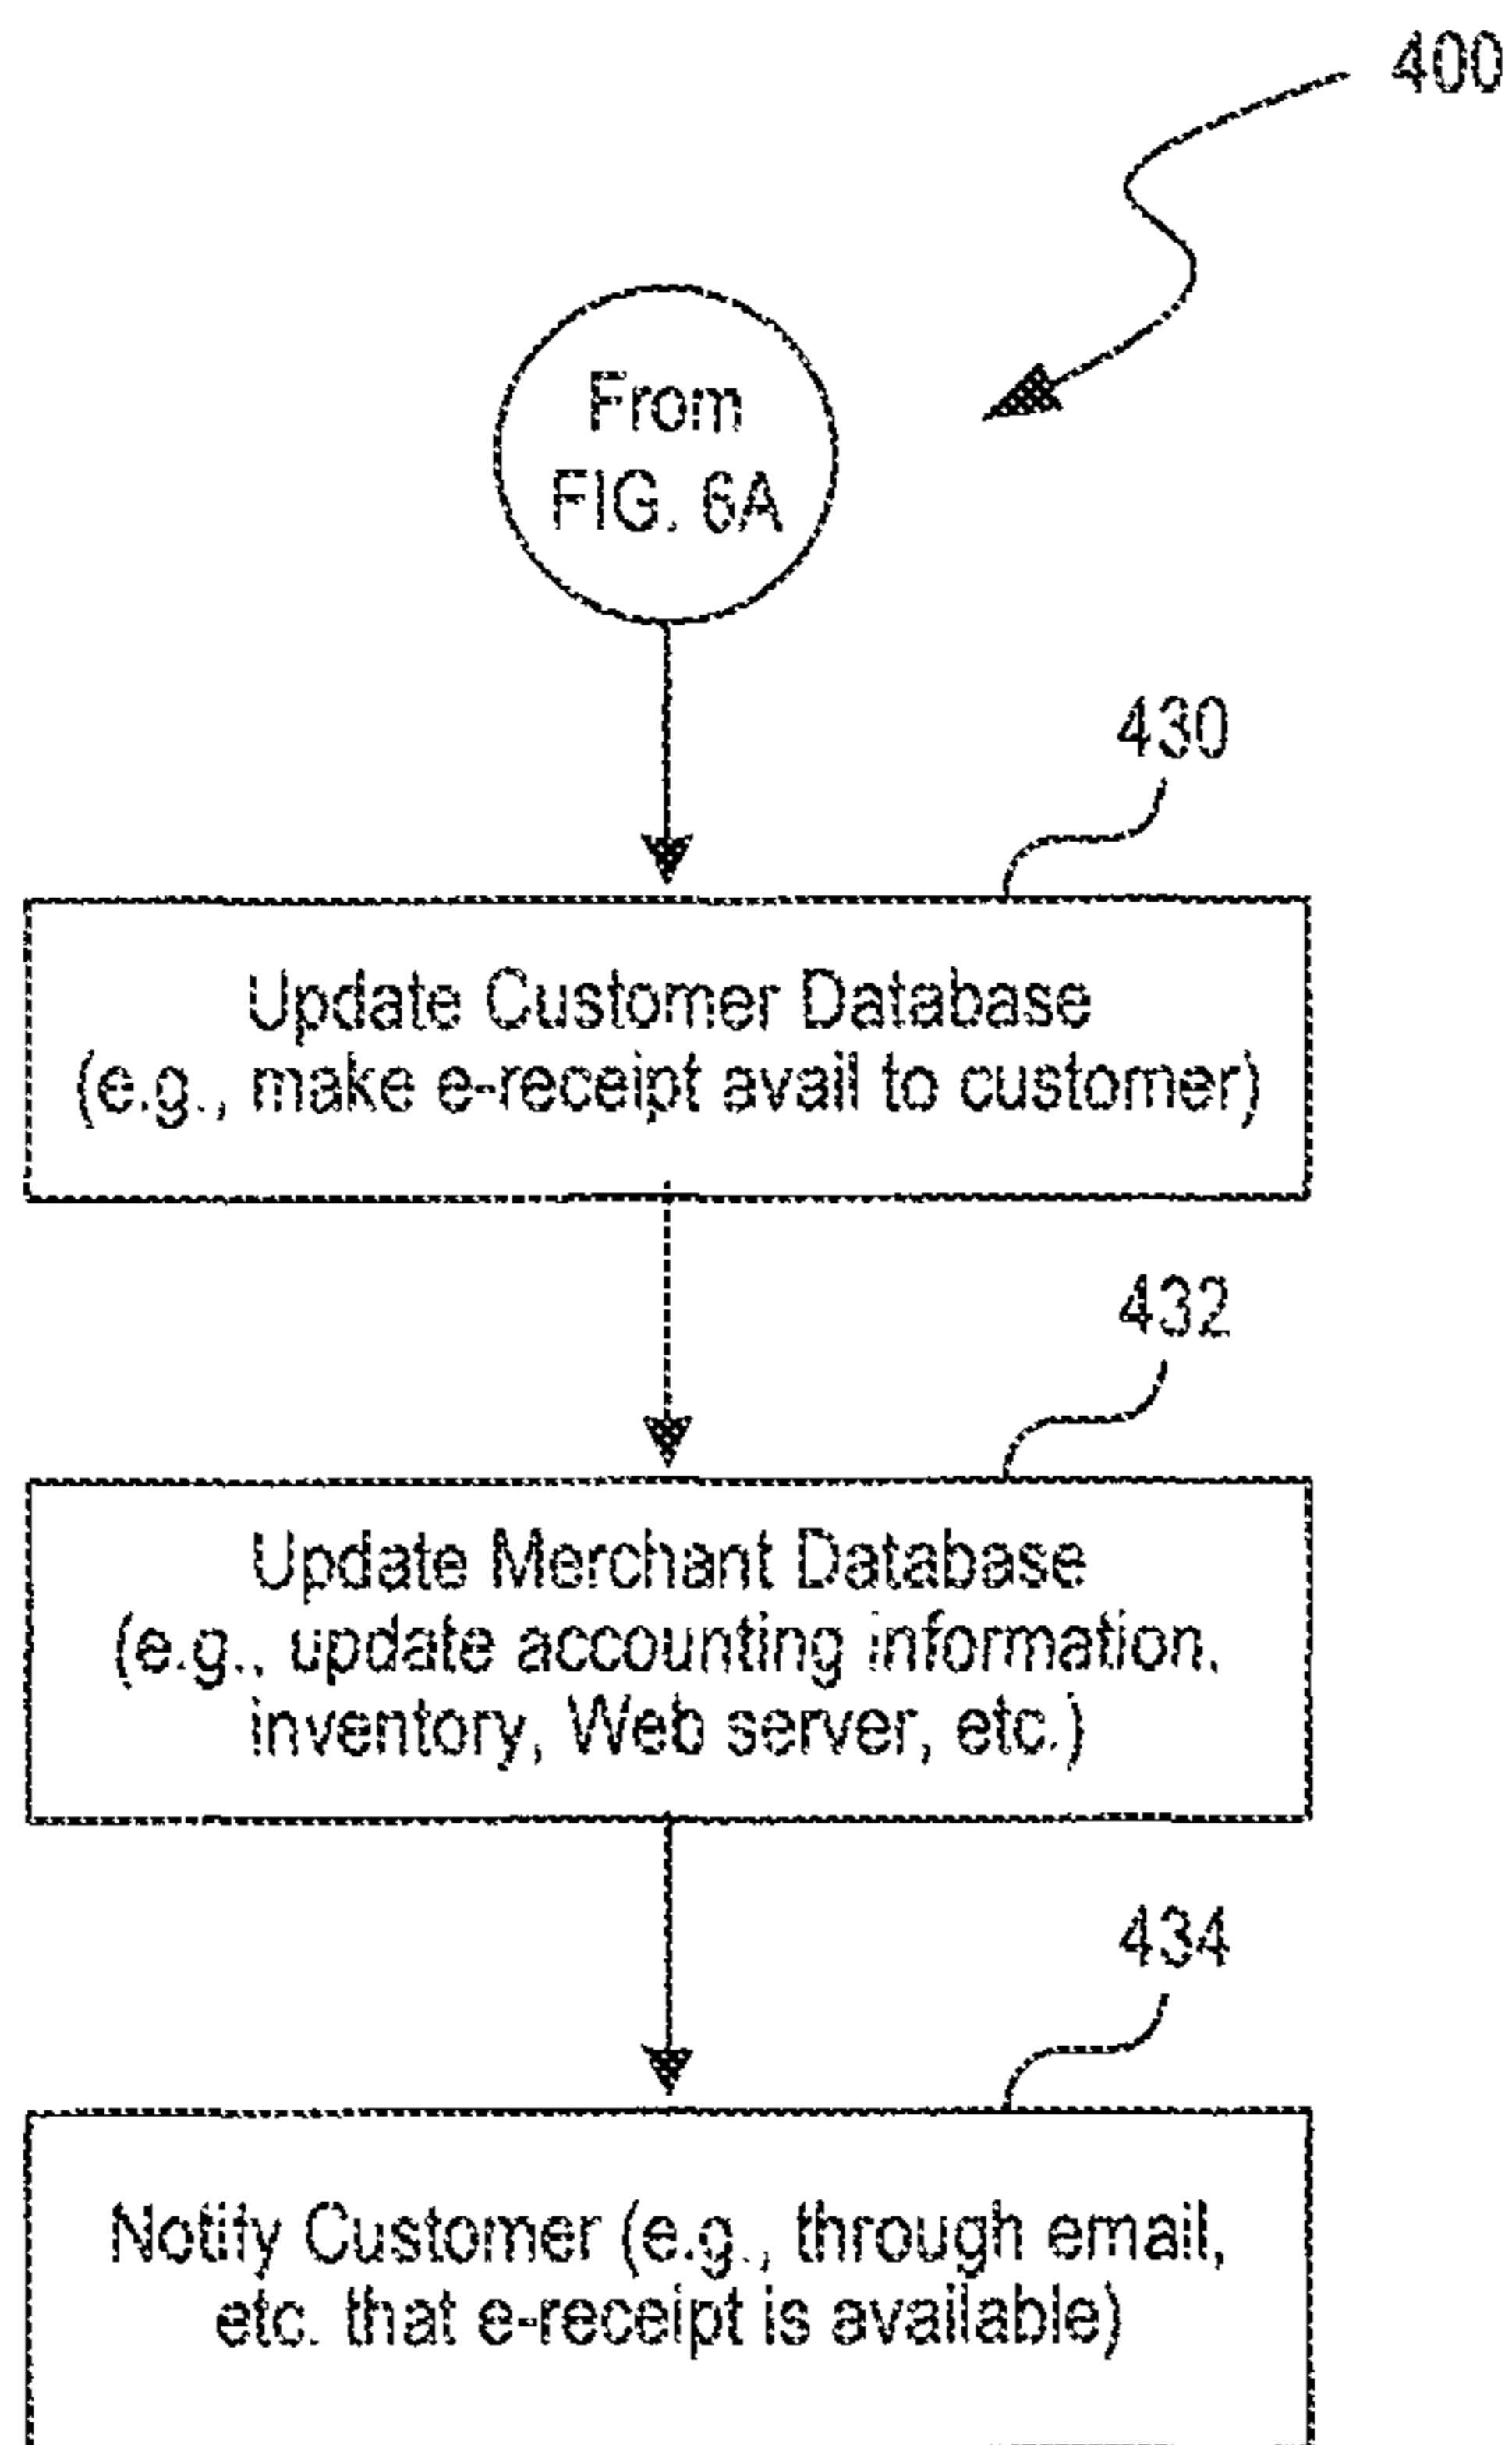 400
From
FIG. 6A
430
Update Customer Database
(e.g., make e-receipt avail to customer)
432
Update Merchant Database
(e.g., update accounting information,
inventory, Web server, etc.)
434
Notify Customer (e.g., through email,
etc. that e-receipt is available)